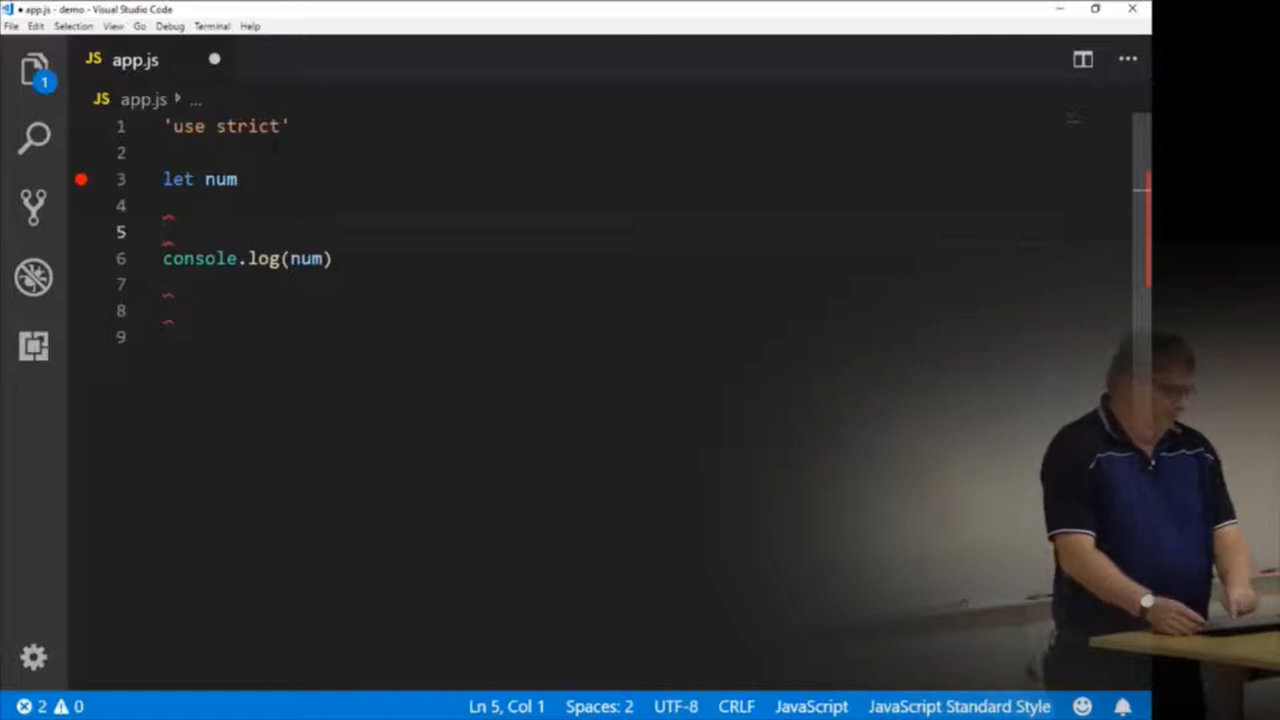 ● app.js - demo - Visual Studio Code
File Edit Selection View Go Debug Terminal Help
JS app.js
1
JS app.js ...
1 'use strict'
2
3 let num
4
5
6 console.log(num)
7
8
9
2 0 Ln 5, Col 1 Spaces: 2 UTF-8 CRLF JavaScript JavaScript Standard Style